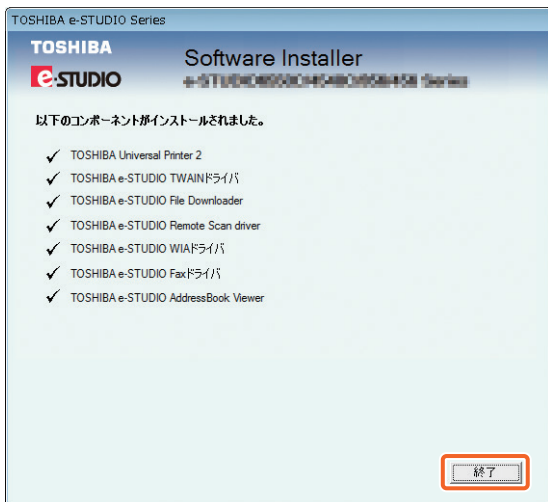 TOSHIBA e-STUDIO Series
TOSHIBA
e-STUDIO
Software Installer
Series
以下のコンポーネントがインストールされました。
TOSHIBA Universal Printer 2
TOSHIBA e-STUDIO TWAINドライバ
TOSHIBA e-STUDIO File Downloader
TOSHIBA e-STUDIO Remote Scan driver
TOSHIBA e-STUDIO WIAドライバ
TOSHIBA e-STUDIO Faxドライバ
TOSHIBA e-STUDIO AddressBook Viewer
終了